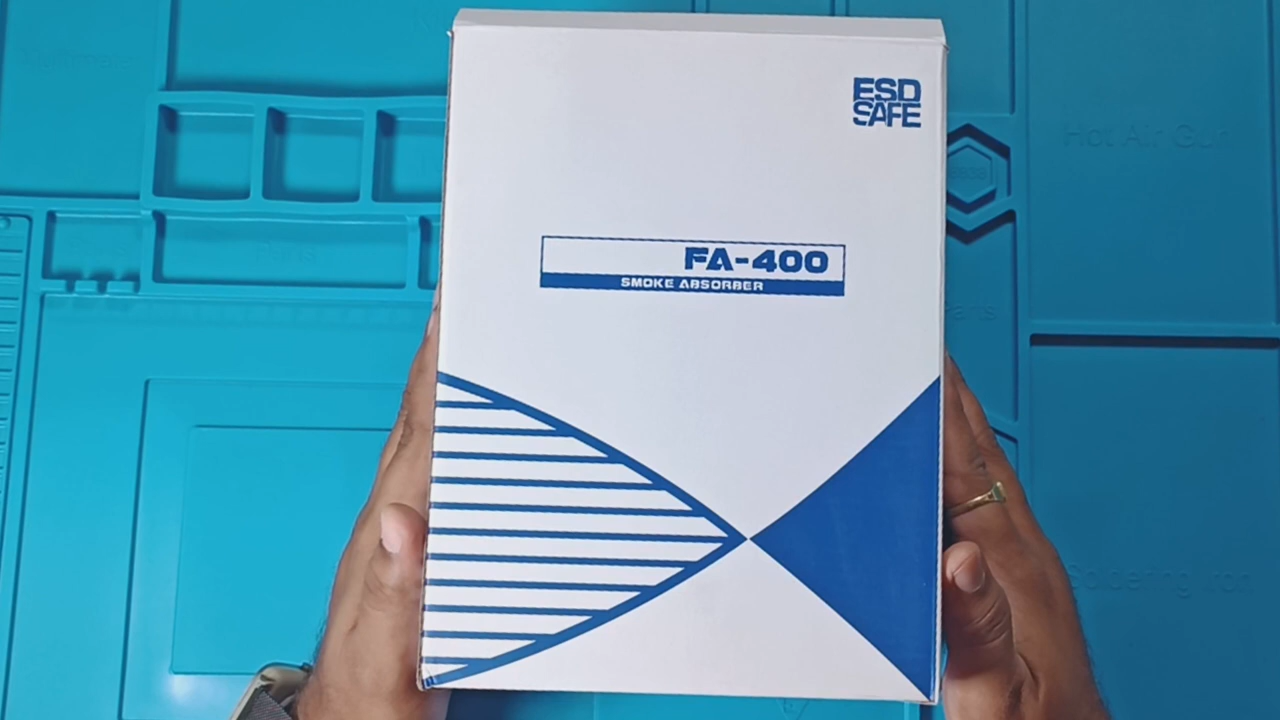 ESD
SAFE
FA-400
SMOKE ABSORBER
Hot Air Gun
Soldering Iron